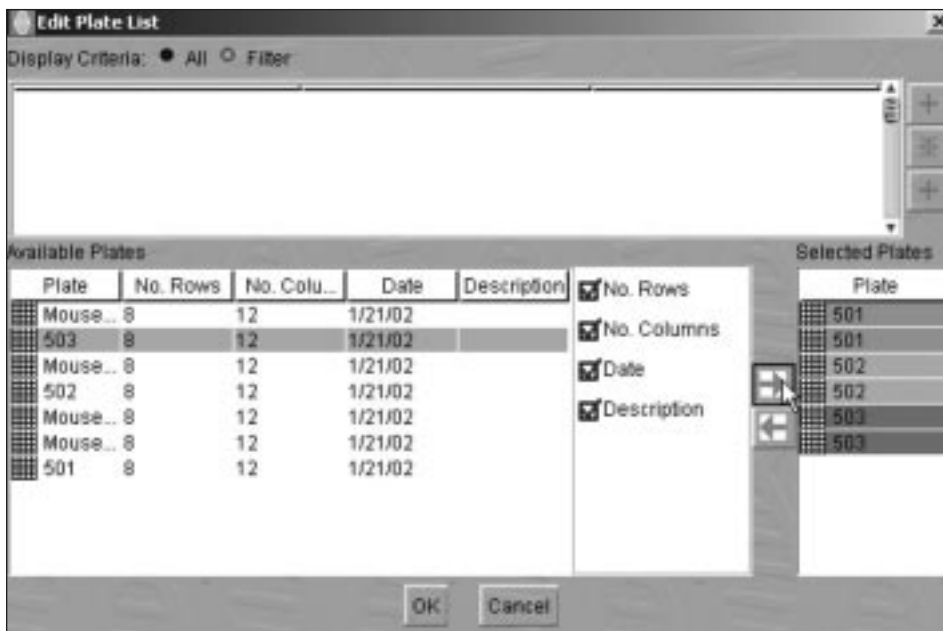 Edit Plate List
Display Criteria: All Filter
Available Plates
Selected Plates
Plate No. Rows No. Colu... Date Description
Mouse... 8 12 1/21/02
503 8 12 1/21/02
Mouse... 8 12 1/21/02
502 8 12 1/21/02
Mouse... 8 12 1/21/02
Mouse... 8 12 1/21/02
501 8 12 1/21/02
No. Rows
No. Columns
Date
Description
Plate
501
501
502
502
503
503
OK Cancel